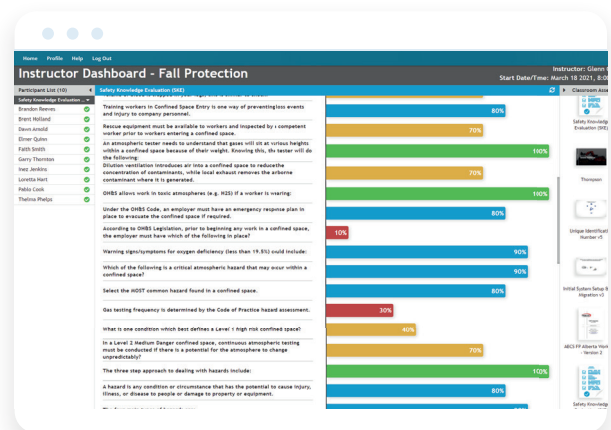 Home Profile Help Log Out
Instructor Dashboard - Fall Protection
Instructor: Glenn
Start Date/Time: March 18 2021, 8:0
Participant List (10)
Safety Knowledge Evaluation (SKE)
Classroom Asse
Safety Knowledge Evaluation ...
Brandon Reeves
Brent Holland
Dawn Arnold
Elmer Quinn
Faith Smith
Garry Thornton
Inez Jenkins
Loretta Hart
Pablo Cook
Thelma Phelps
Training workers in Confined Space Entry is one way of preventing loss events
and injury to company personnel.
80%
Rescue equipment must be available to workers and inspected by a competent
worker prior to workers entering a confined space.
70%
An atmospheric tester needs to understand that gases will sit at various heights
within a confined space because of their weight. Knowing this, the tester will do
the following:
100%
Dilution ventilation introduces air into a confined space to reduce the
concentration of contaminants, while local exhaust removes the airborne
contaminant where it is generated.
70%
OHBS allows work in toxic atmospheres (e.g. H2S) if a worker is wearing:
100%
Under the OHBS Code, an employer must have an emergency response plan in
place to evacuate the confined space if required.
80%
According to OHBS Legislation, prior to beginning any work in a confined space,
the employer must have which of the following in place?
10%
Warning signs/symptoms for oxygen deficiency (less than 19.5%) could include:
90%
Which of the following is a critical atmospheric hazard that may occur within a
confined space?
90%
Select the MOST common hazard found in a confined space.
80%
Gas testing frequency is determined by the Code of Practice hazard assessment.
30%
What is one condition which best defines a Level 1 high risk confined space?
40%
In a Level 2 Medium Danger confined space, continuous atmospheric testing
must be conducted if there is a potential for the atmosphere to change
unpredictably?
70%
The three step approach to dealing with hazards include:
100%
A hazard is any condition or circumstance that has the potential to cause injury,
illness, or disease to people or damage to property or equipment.
80%
Safety Knowledg
Evaluation (SKE)
Thompson
Unique Identificati
Number v5
Initial System Setup &
Migration v3
ABCS FP Alberta Work
- Version 2
Safety Knowledg